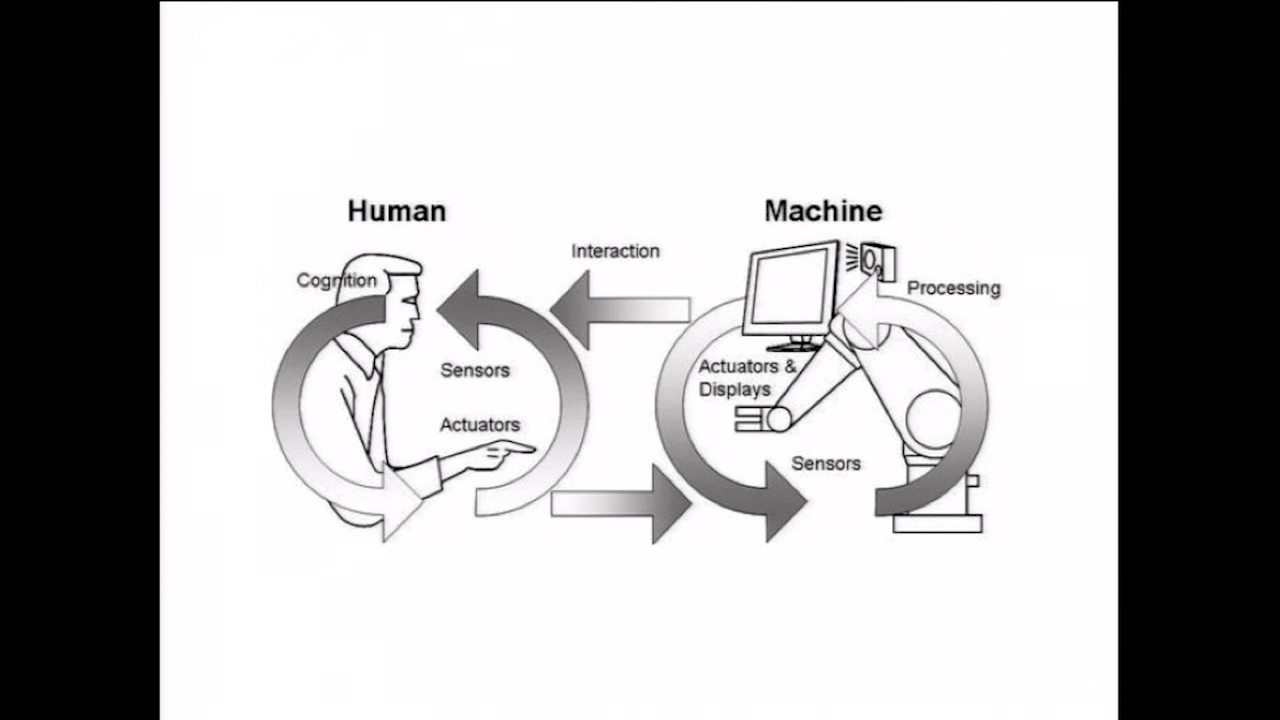 Human
Machine
Interaction
Cognition
Processing
Sensors
Actuators &
Displays
Actuators
Sensors